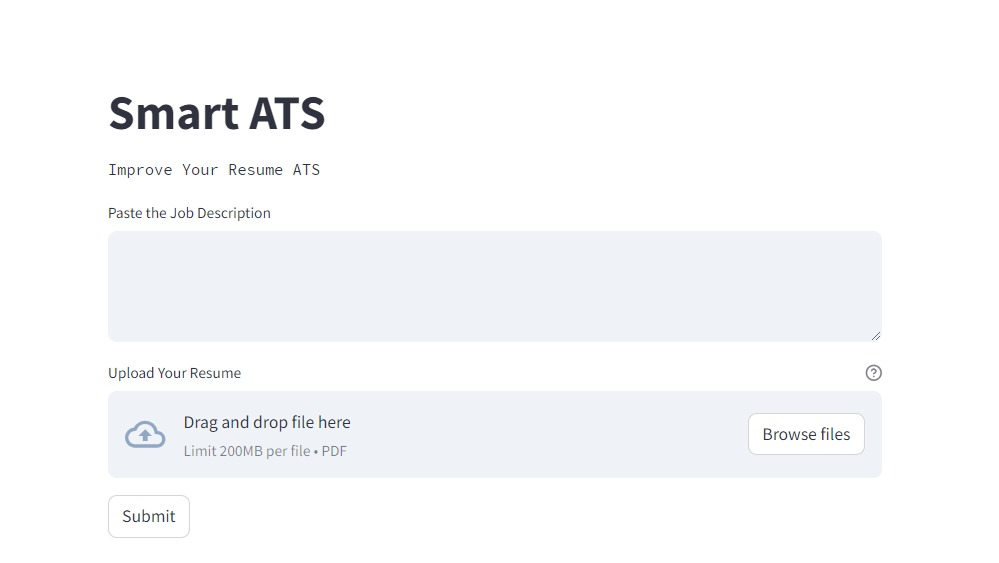 Smart ATS
Improve Your Resume ATS
Paste the Job Description
Upload Your Resume
Drag and drop file here
Limit 200MB per file • PDF
Browse files
Submit